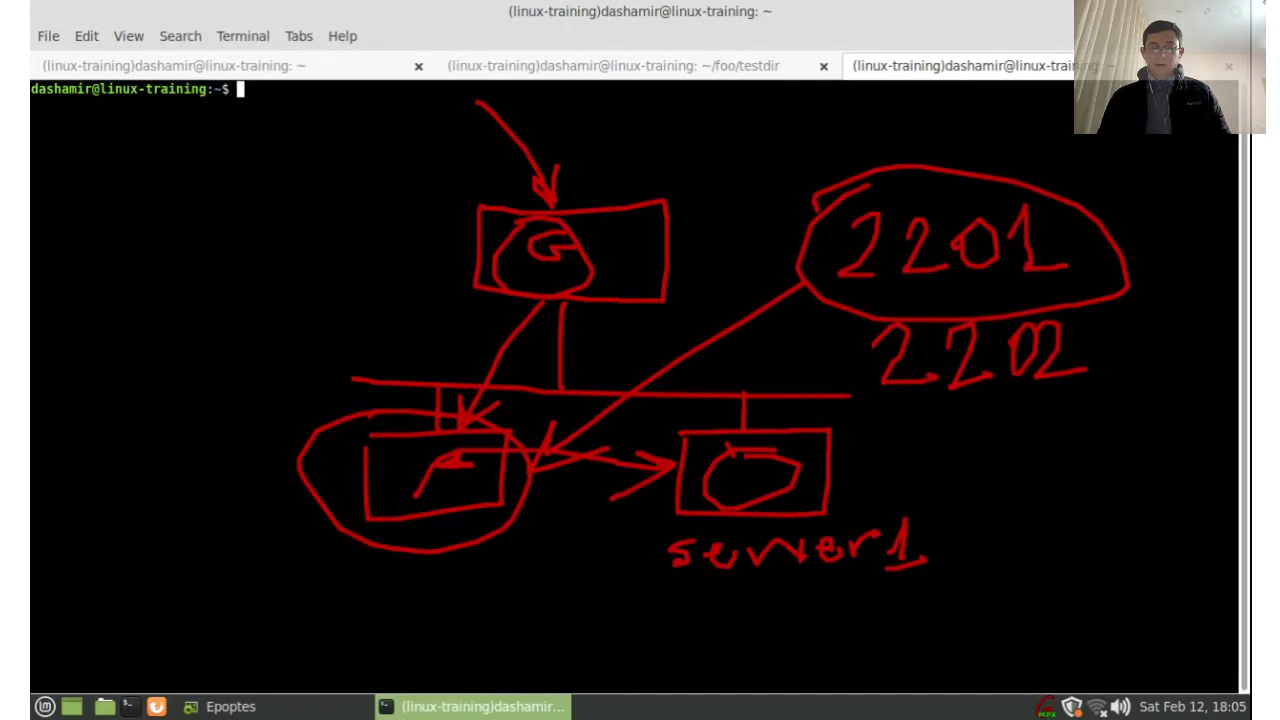 (linux-training)dashamir@linux-training: ~
File Edit View Search Terminal Tabs Help
(linux-training)dashamir@linux-training: ~ × (linux-training)dashamir@linux-training: ~/foo/testdir × (linux-training)dashamir@linux-training: ~ ×
dashamir@linux-training:~$
2201
2202
server1
Epoptes (linux-training)dashamir... MPX Sat Feb 12, 18:05